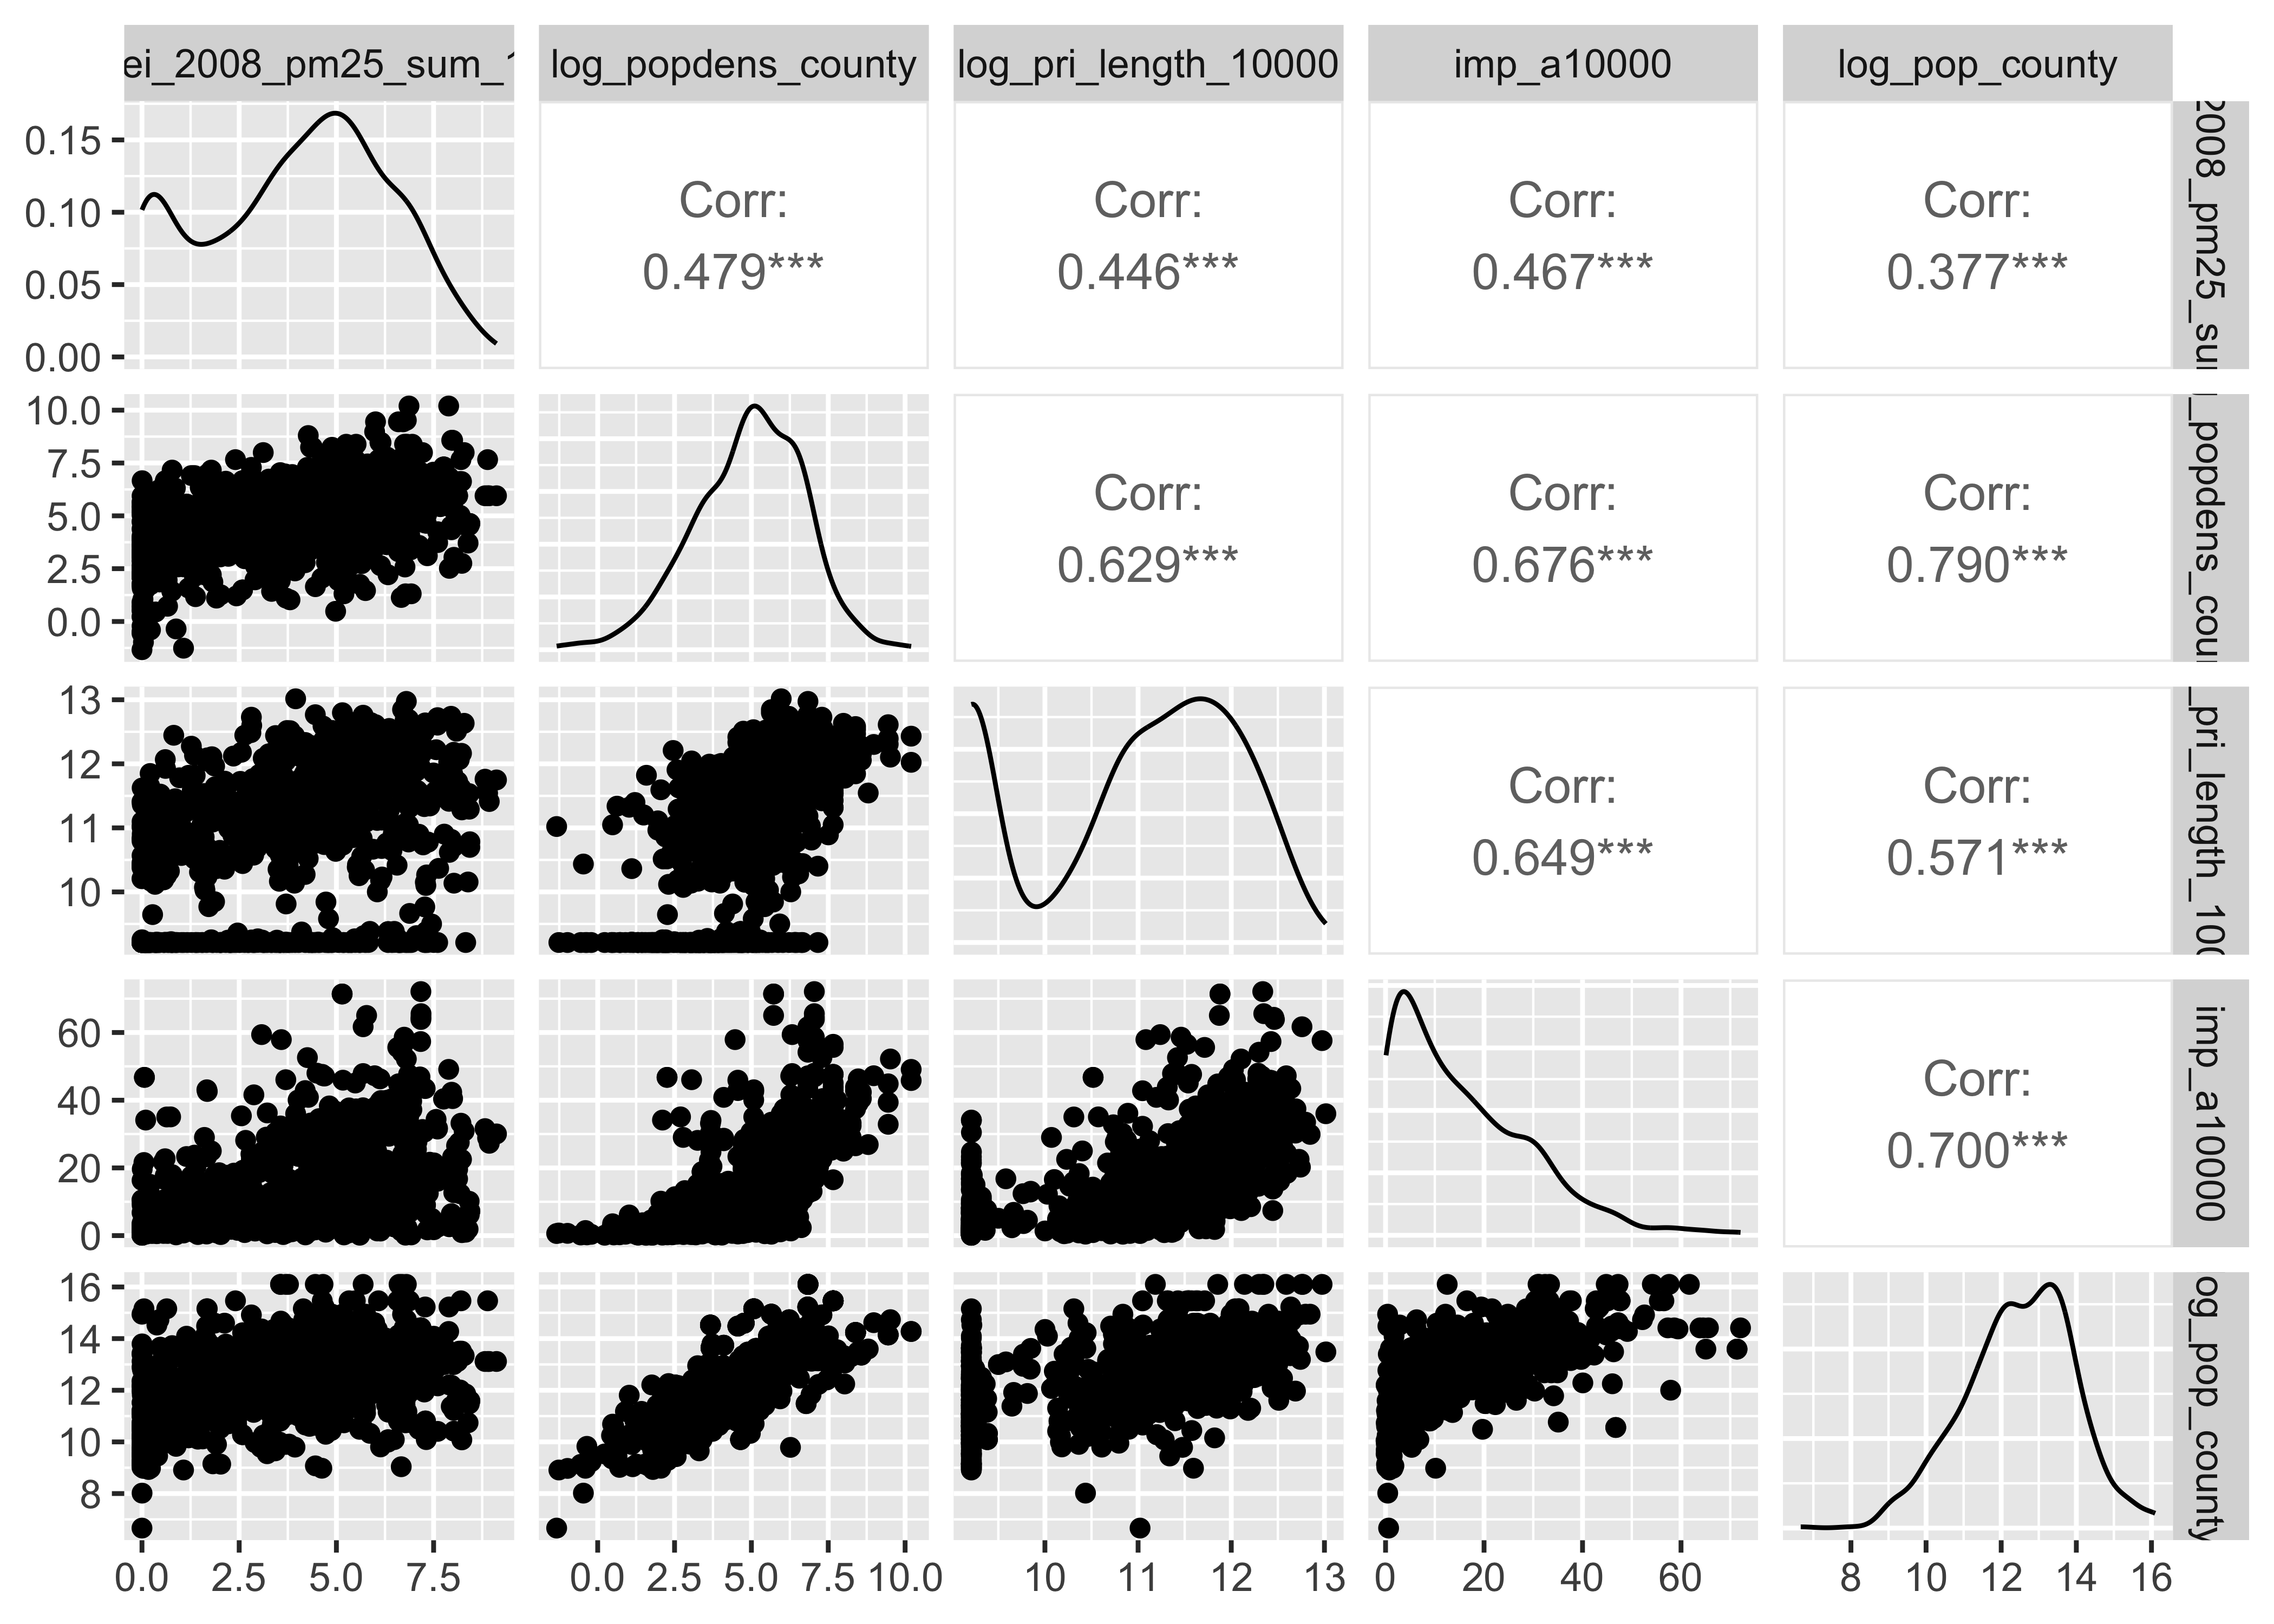 ei_2008_pm25_sum_1 log_popdens_county log_pri_length_10000 imp_a10000 log_pop_county
0.15
0.10
0.05
0.00
Corr:
0.479***
Corr:
0.446***
Corr:
0.467***
Corr:
0.377***
2008_pm25_su
10.0
7.5
5.0
2.5
0.0
Corr:
0.629***
Corr:
0.676***
Corr:
0.790***
_popdens_cou
13
12
11
10
Corr:
0.649***
Corr:
0.571***
_pri_length_100
60
40
20
0
Corr:
0.700***
imp_a10000
16
14
12
10
8
og_pop_county
0.0 2.5 5.0 7.5 0.0 2.5 5.0 7.5 10.0 10 11 12 13 0 20 40 60 8 10 12 14 16